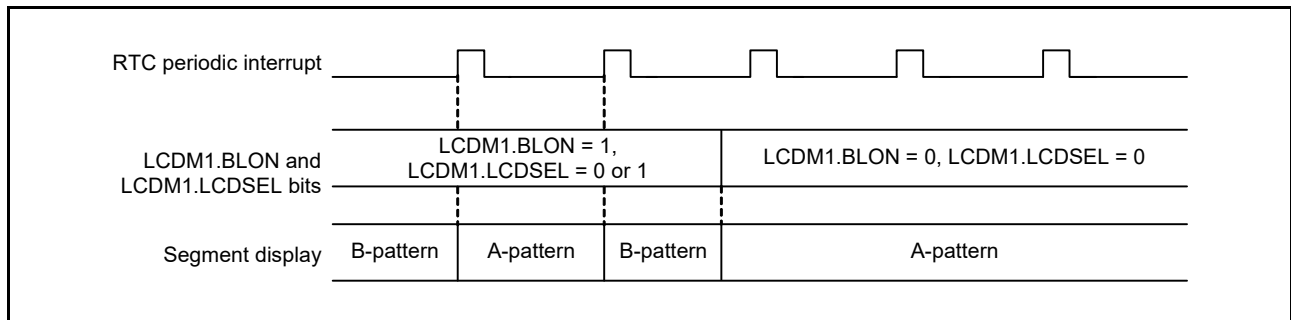 RTC periodic interrupt
LCDM1.BLON and
LCDM1.LCDSEL bits
LCDM1.BLON = 1,
LCDM1.LCDSEL = 0 or 1
LCDM1.BLON = 0, LCDM1.LCDSEL = 0
Segment display
B-pattern
A-pattern
B-pattern
A-pattern